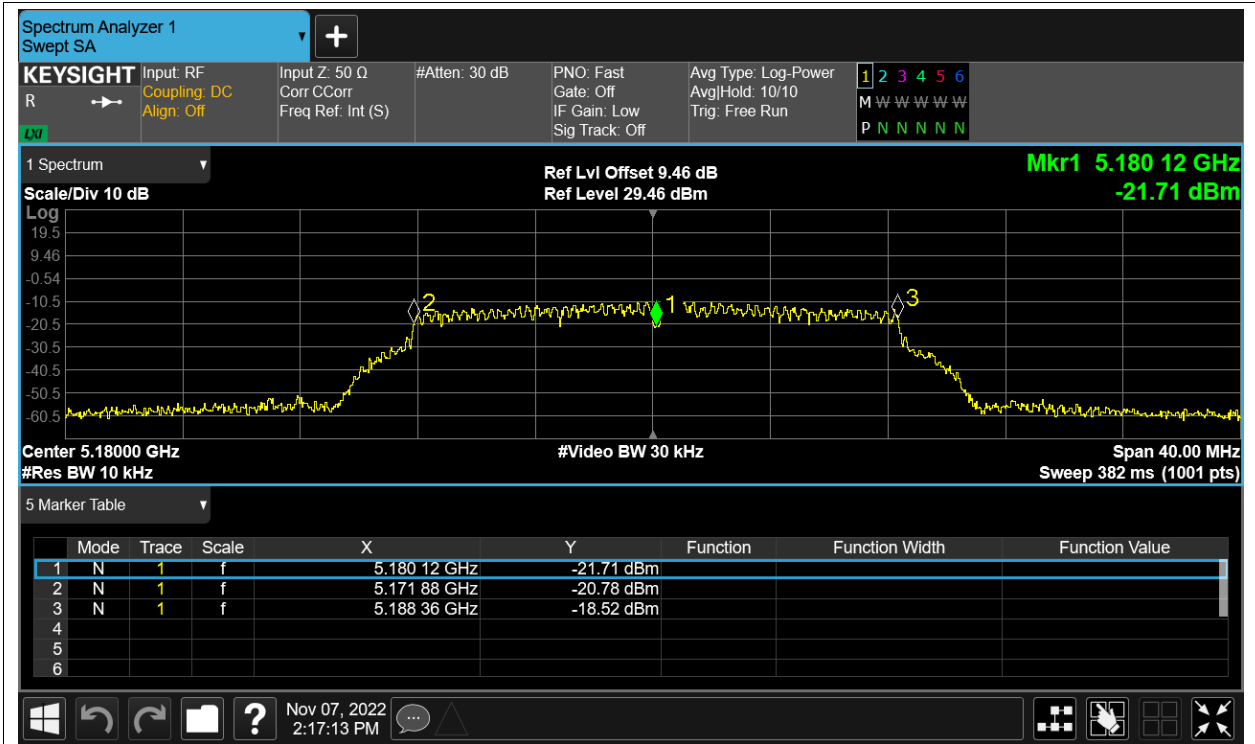 Spectrum Analyzer 1
Swept SA
+
KEYSIGHT Input: RF Input Z: 50 Ω #Atten: 30 dB PNO: Fast Avg Type: Log-Power 1 2 3 4 5 6
R Coupling: DC Corr CCorr Gate: Off Avg|Hold: 10/10 M W W W W W
Align: Off Freq Ref: Int (S) IF Gain: Low Trig: Free Run
LXI Sig Track: Off P N N N N N
1 Spectrum Ref Lvl Offset 9.46 dB Mkr1 5.180 12 GHz
Scale/Div 10 dB Ref Level 29.46 dBm -21.71 dBm
Log
19.5
9.46
-0.54
-10.5
2 1 3
-20.5
-30.5
-40.5
-50.5
-60.5
Center 5.18000 GHz #Video BW 30 kHz Span 40.00 MHz
#Res BW 10 kHz Sweep 382 ms (1001 pts)
5 Marker Table
Mode Trace Scale X Y Function Function Width Function Value
1 N 1 f 5.180 12 GHz -21.71 dBm
2 N 1 f 5.171 88 GHz -20.78 dBm
3 N 1 f 5.188 36 GHz -18.52 dBm
4
5
6
? Nov 07, 2022
2:17:13 PM